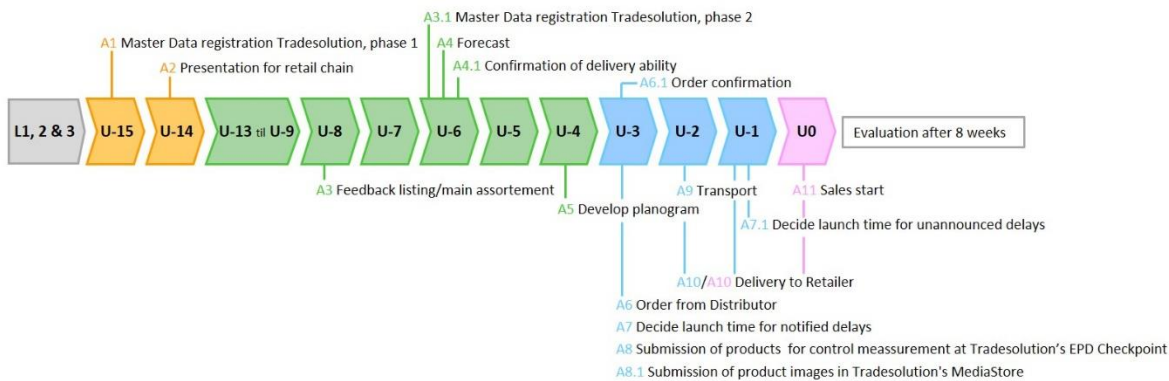 A3.1 Master Data registration Tradesolution, phase 2
A1 Master Data registration Tradesolution, phase 1
A4 Forecast
A2 Presentation for retail chain
A4.1 Confirmation of delivery ability
A6.1 Order confirmation
L1, 2 & 3
U-15
U-14
U-13 til U-9
U-8
U-7
U-6
U-5
U-4
U-3
U-2
U-1
U0
Evaluation after 8 weeks
A3 Feedback listing/main assortement
A9 Transport
A11 Sales start
A5 Develop planogram
A7.1 Decide launch time for unannounced delays
A10/A10 Delivery to Retailer
A6 Order from Distributor
A7 Decide launch time for notified delays
A8 Submission of products for control meassurement at Tradesolution’s EPD Checkpoint
A8.1 Submission of product images in Tradesolution's MediaStore